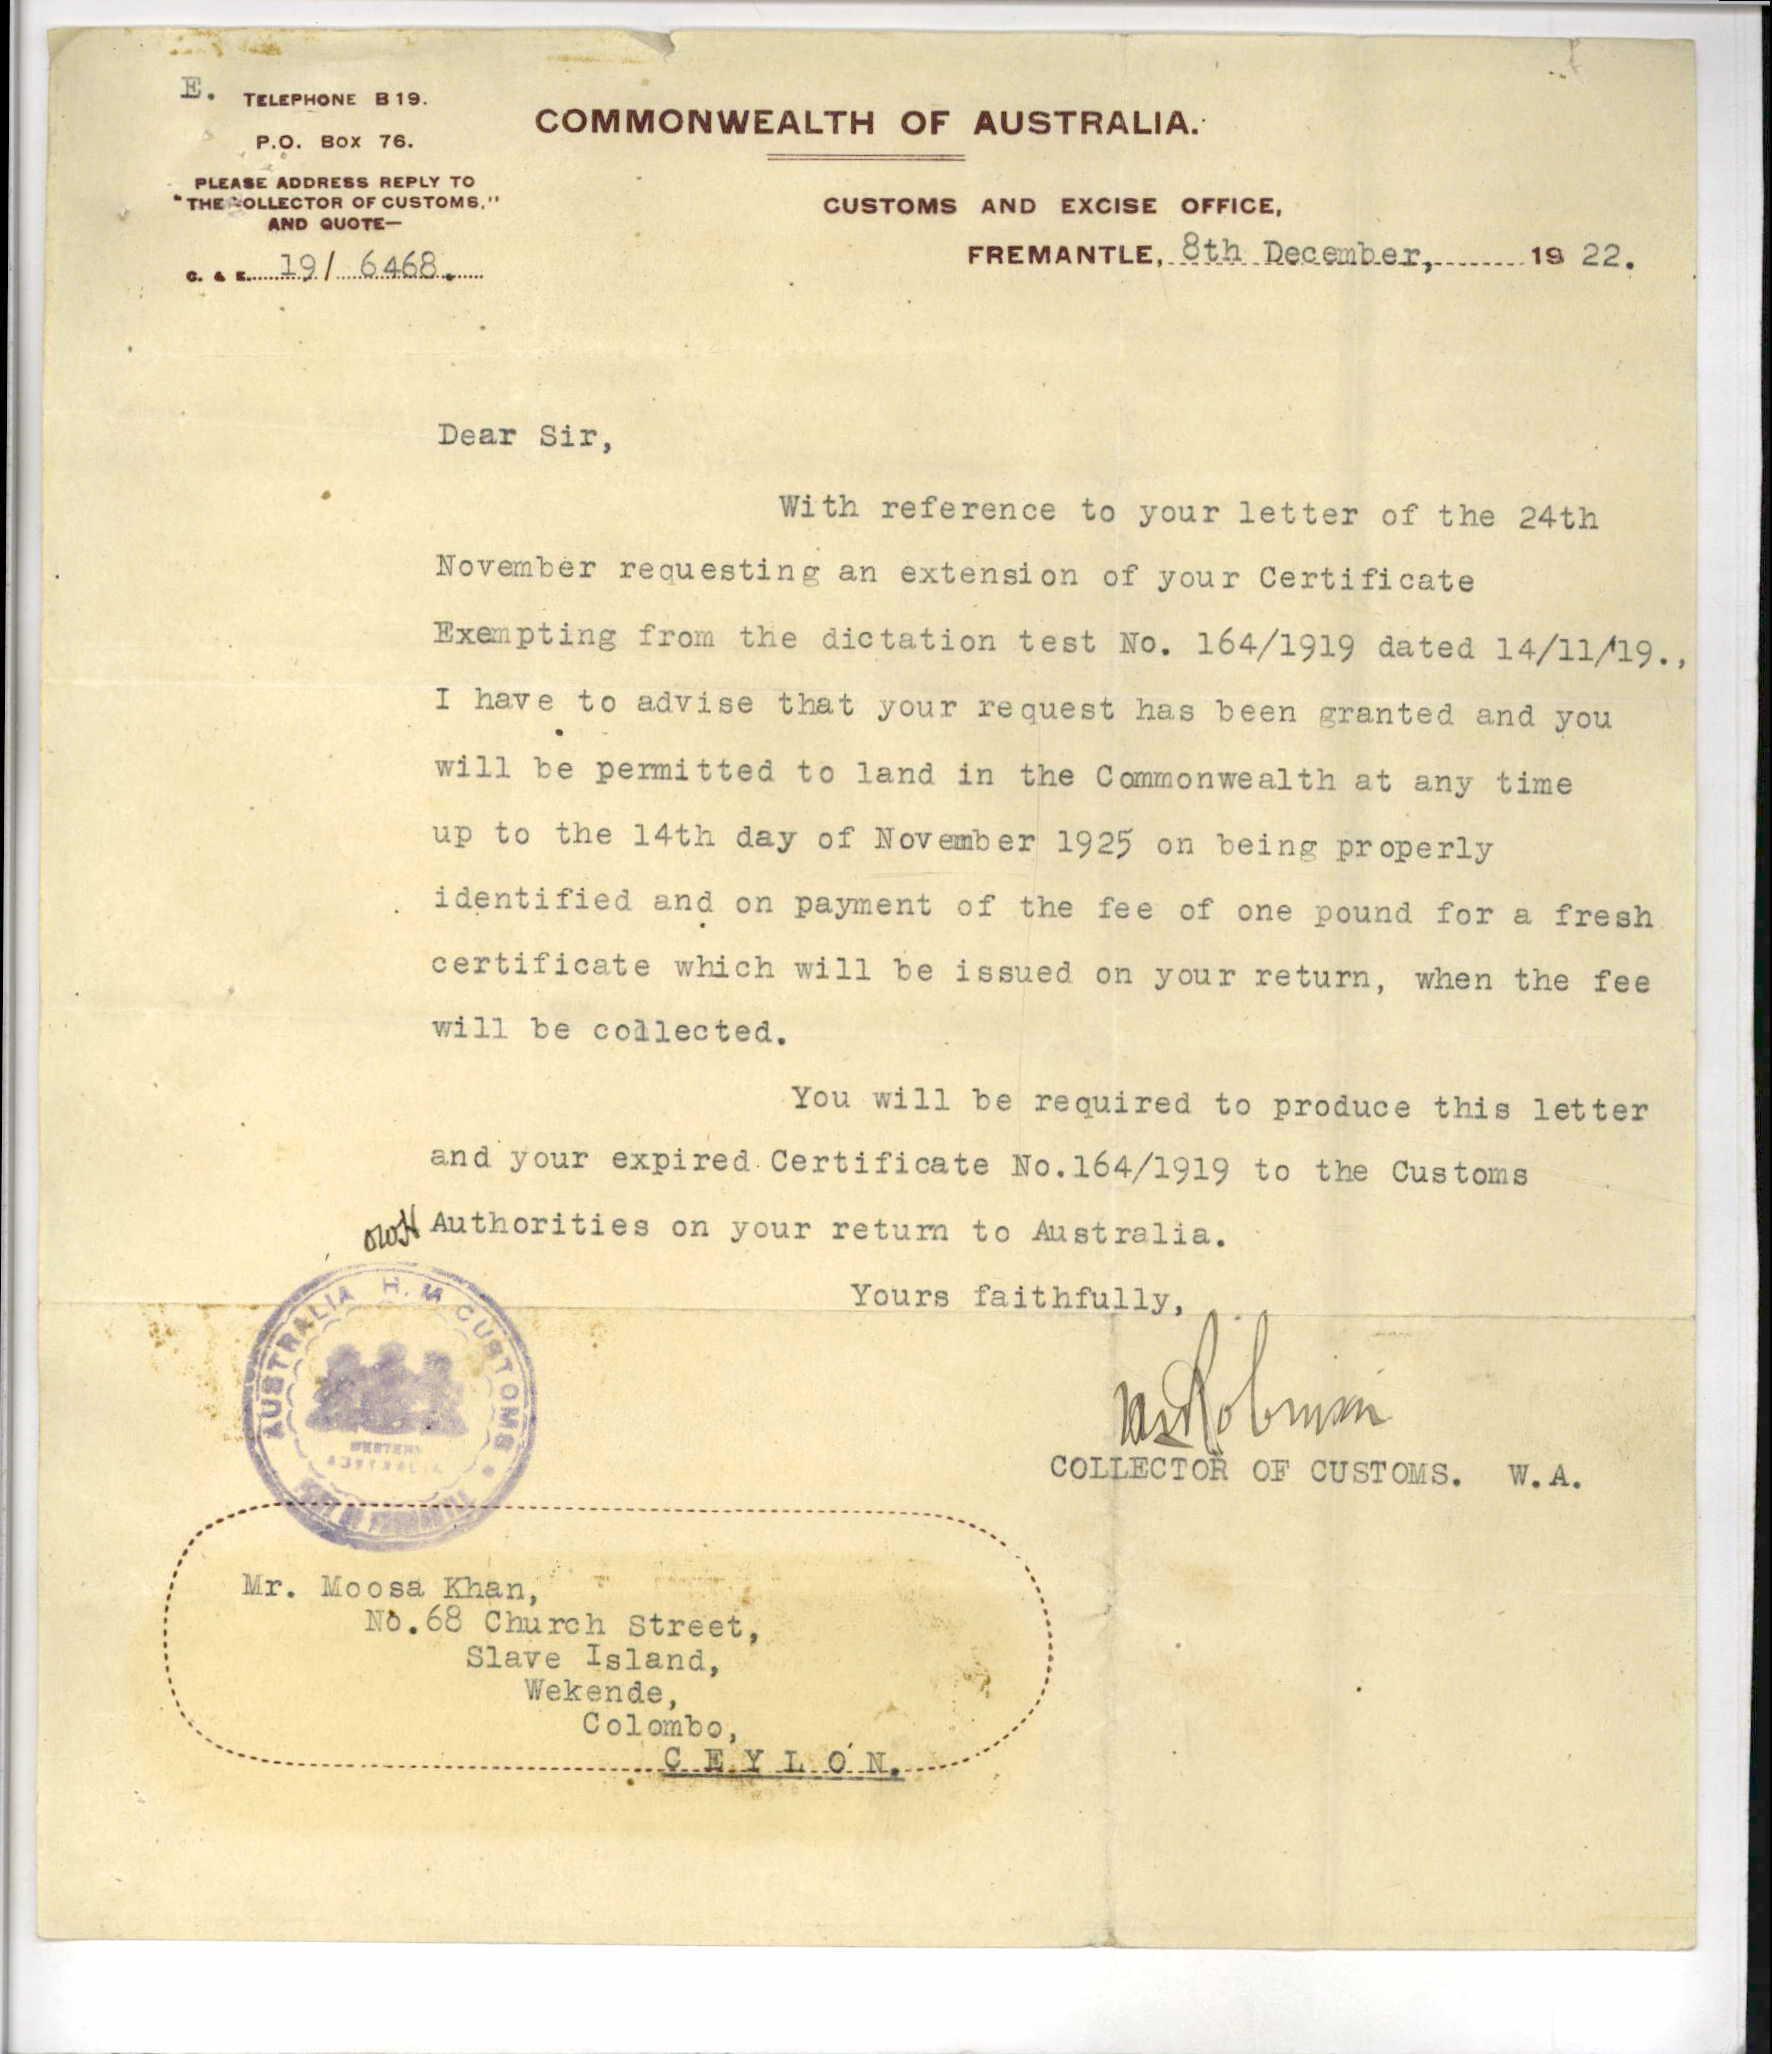 E.
TELEPHONE B 19.
P.O. BOX 76.
PLEASE ADDRESS REPLY TO
"THE COLLECTOR OF CUSTOMS,"
AND QUOTE—
C. & E. 19/ 6468.
COMMONWEALTH OF AUSTRALIA.
CUSTOMS AND EXCISE OFFICE,
FREMANTLE, 8th December, 19 22.
Dear Sir,
With reference to your letter of the 24th
November requesting an extension of your Certificate
Exempting from the dictation test No. 164/1919 dated 14/11/19.,
I have to advise that your request has been granted and you
will be permitted to land in the Commonwealth at any time
up to the 14th day of November 1925 on being properly
identified and on payment of the fee of one pound for a fresh
certificate which will be issued on your return, when the fee
will be collected.
You will be required to produce this letter
and your expired Certificate No.164/1919 to the Customs
Authorities on your return to Australia.
Yours faithfully,
COLLECTOR OF CUSTOMS. W.A.
AUSTRALIA H.M CUSTOMS
WESTERN
AUSTRALIA
Mr. Moosa Khan,
No.68 Church Street,
Slave Island,
Wekende,
Colombo,
CEYLON.